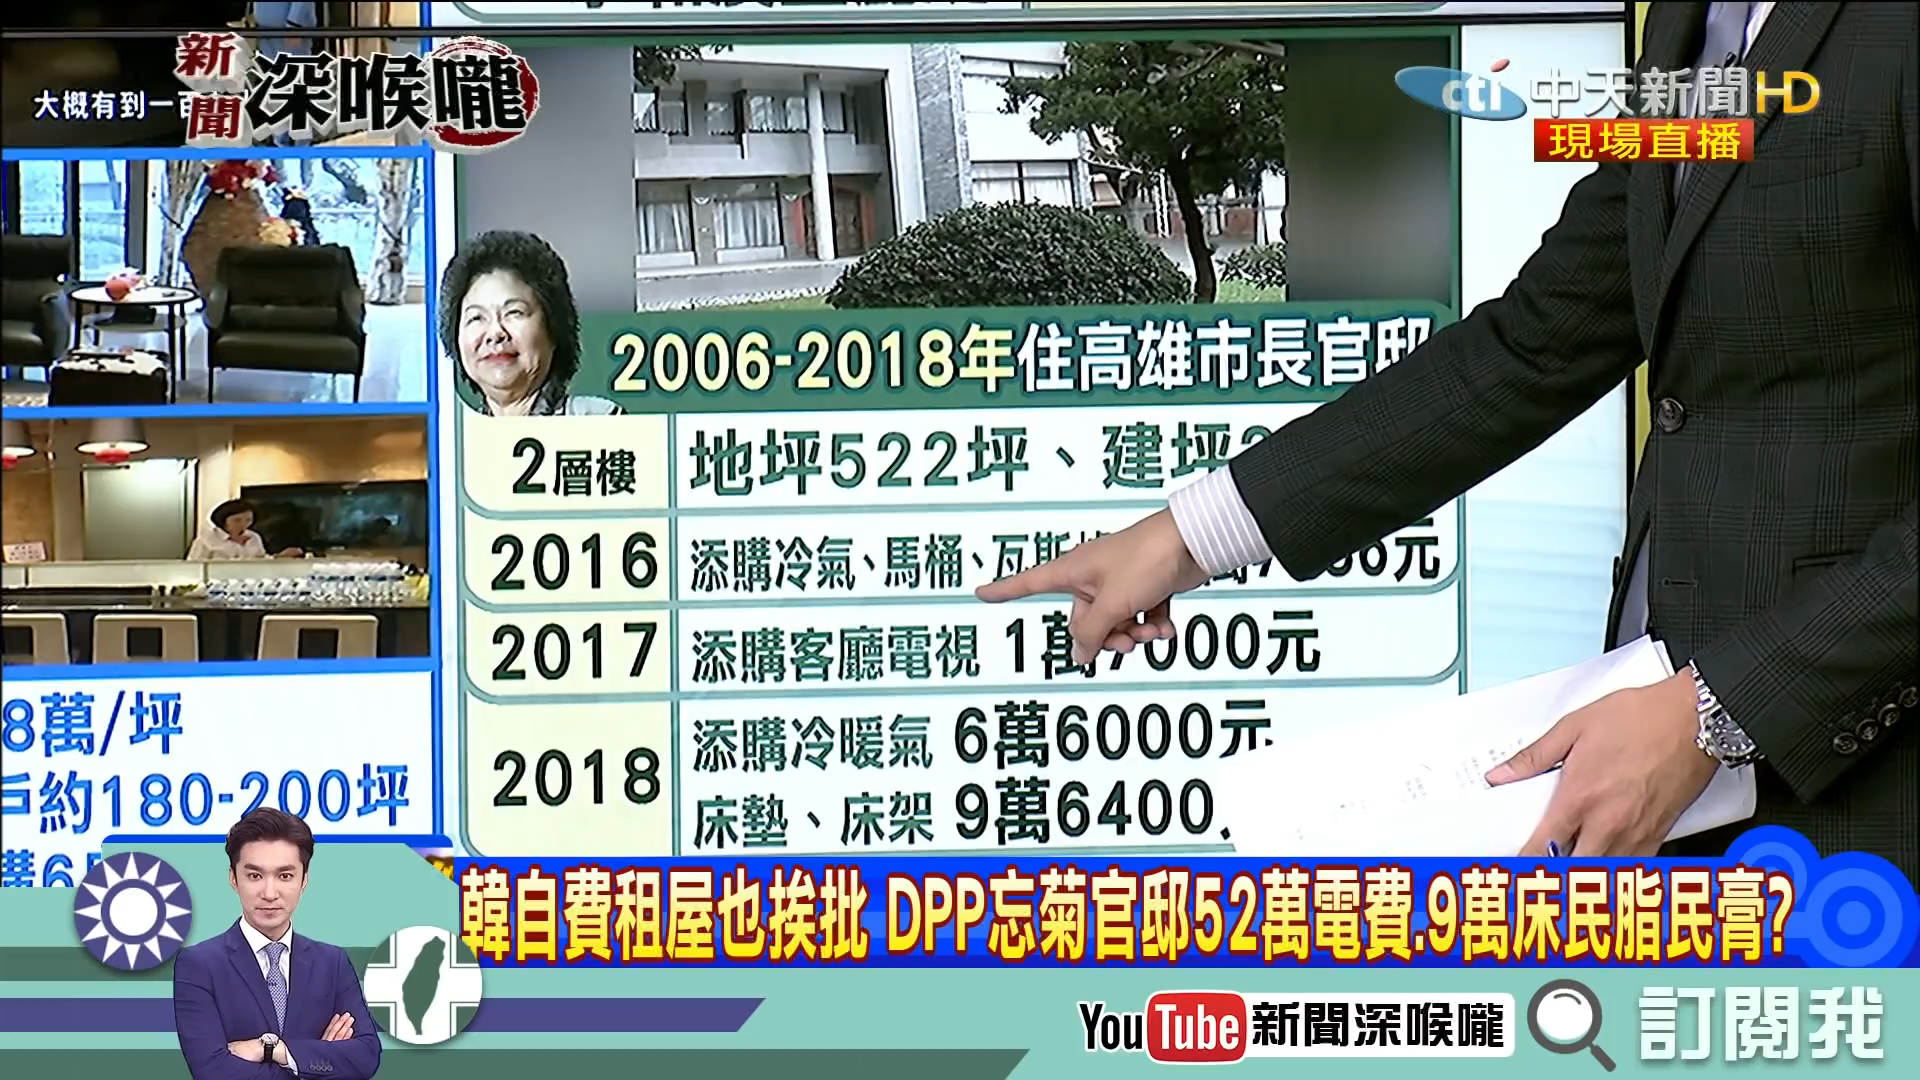 新聞深喉嚨
大概有到一百
cti 中天新聞HD
現場直播
2006-2018年住高雄市長官邸
2層樓 地坪522坪、建坪
2016 添購冷氣、馬桶、瓦斯 元
2017 添購客廳電視 1萬7000元
2018 添購冷暖氣 6萬6000元
床墊、床架 9萬6400
8萬/坪
戶約180-200坪
韓自費租屋也挨批 DPP忘菊官邸52萬電費.9萬床民脂民膏?
YouTube 新聞深喉嚨 訂閱我